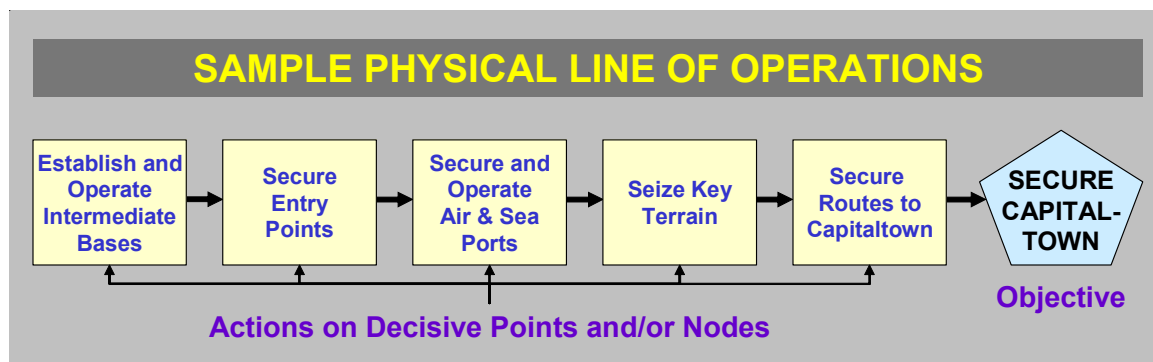 SAMPLE PHYSICAL LINE OF OPERATIONS
Establish and
Operate
Intermediate
Bases
Secure
Entry
Points
Secure and
Operate
Air & Sea
Ports
Seize Key
Terrain
Secure
Routes to
Capitaltown
SECURE
CAPITAL-
TOWN
Objective
Actions on Decisive Points and/or Nodes